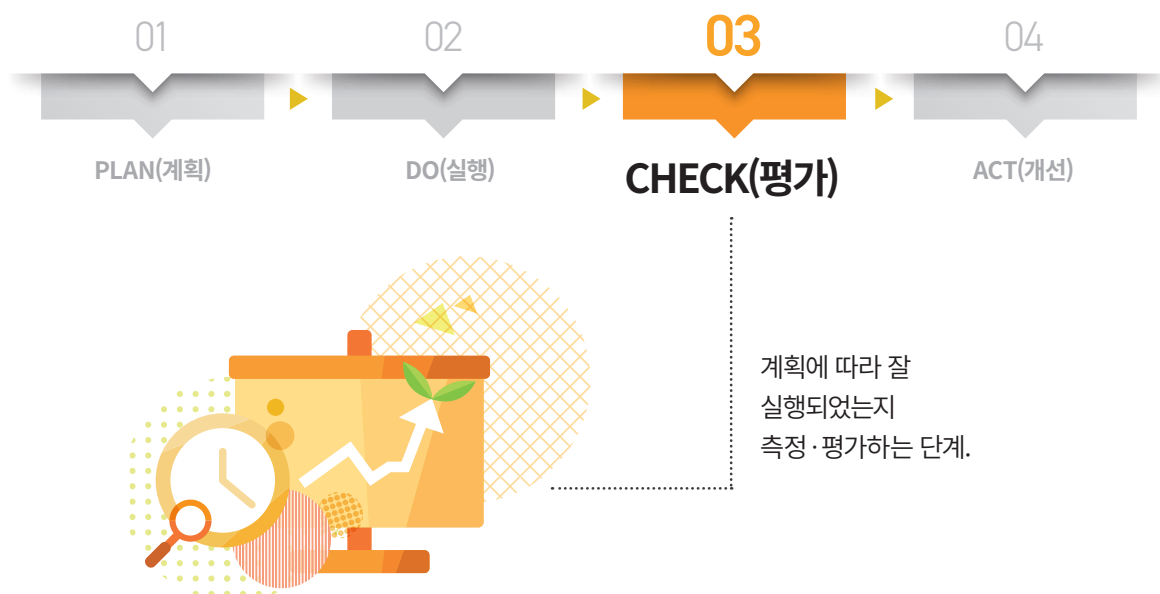 01
02
03
04
PLAN(계획)
DO(실행)
CHECK(평가)
ACT(개선)
계획에 따라 잘
실행되었는지
측정·평가하는 단계.